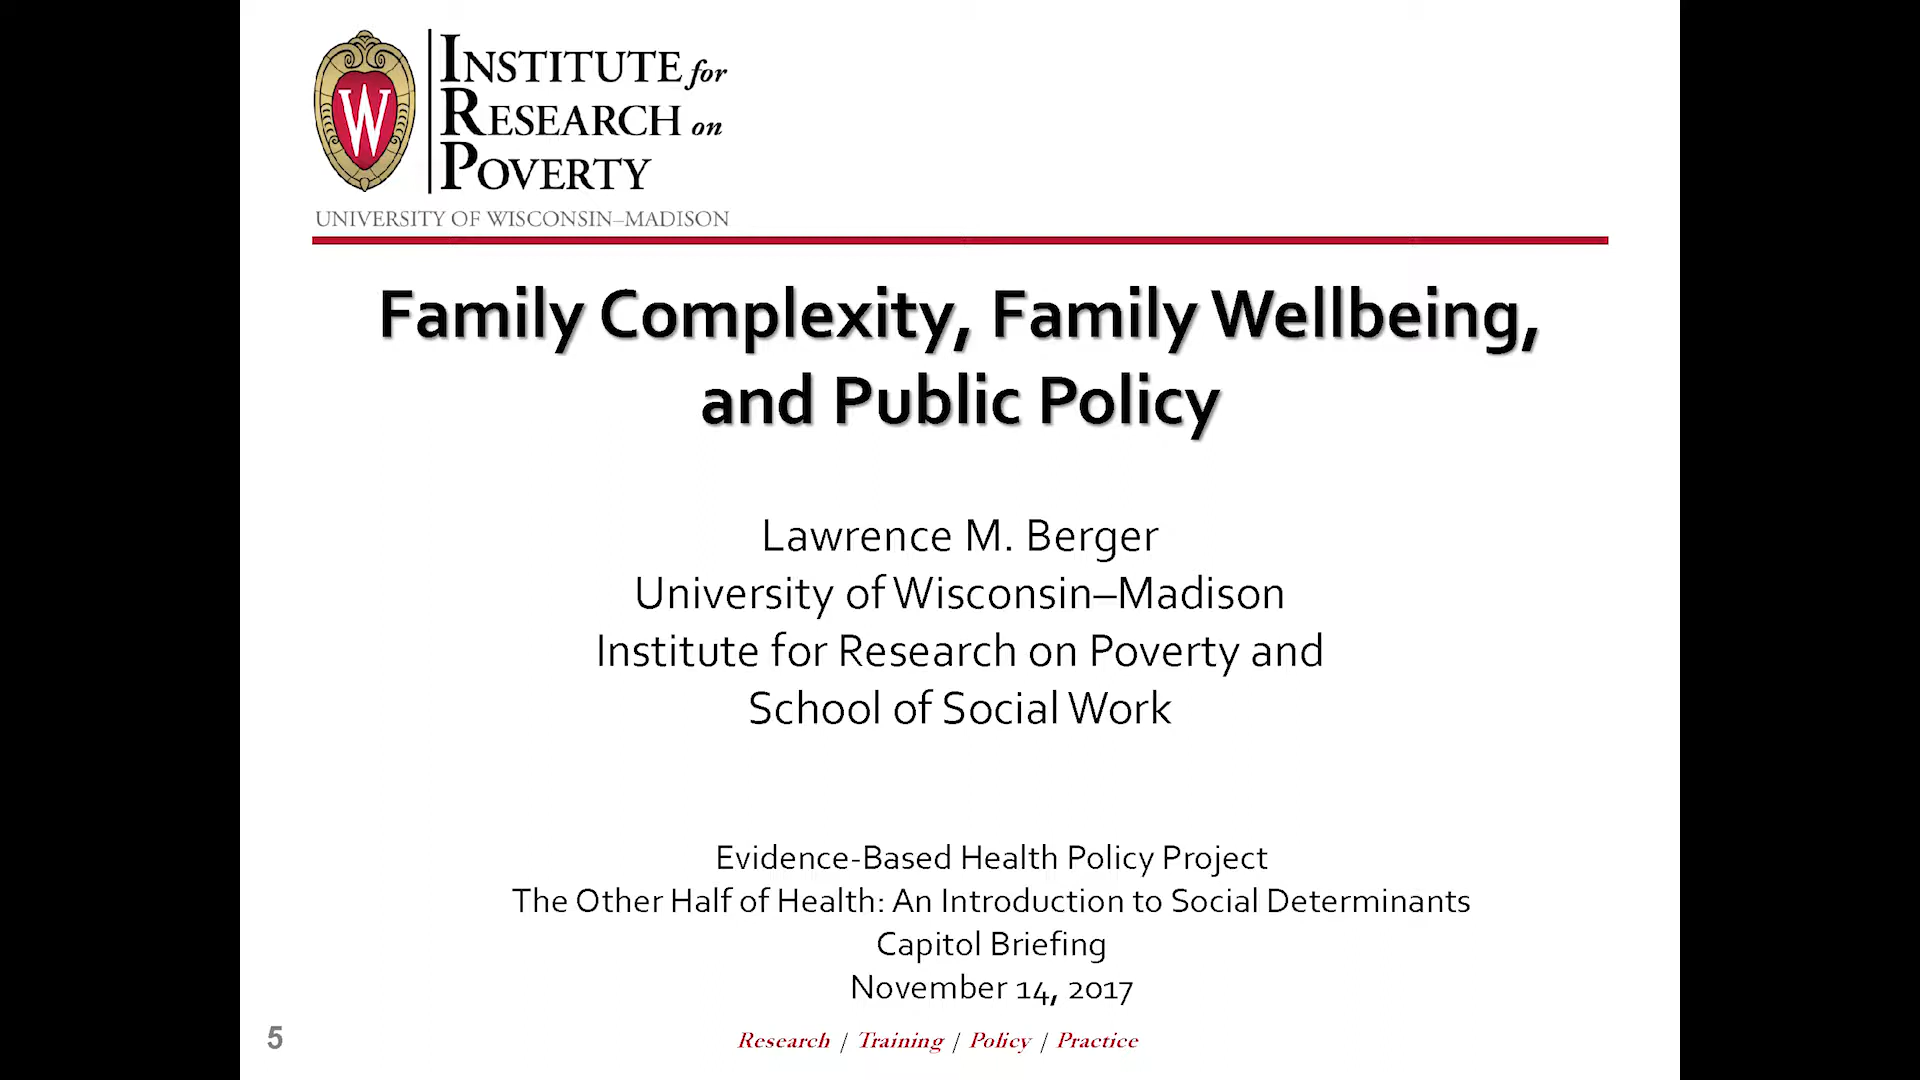 W
INSTITUTE for
RESEARCH on
POVERTY
UNIVERSITY OF WISCONSIN–MADISON
Family Complexity, Family Wellbeing,
and Public Policy
Lawrence M. Berger
University of Wisconsin–Madison
Institute for Research on Poverty and
School of Social Work
Evidence-Based Health Policy Project
The Other Half of Health: An Introduction to Social Determinants
Capitol Briefing
November 14, 2017
5
Research | Training | Policy | Practice